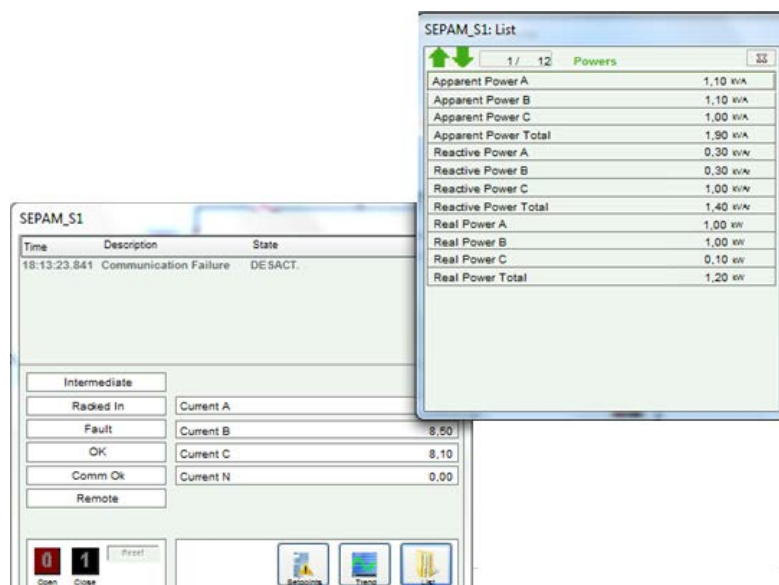 SEPAM_S1: List
1/ 12 Powers
Apparent Power A 1,10 kVA
Apparent Power B 1,10 kVA
Apparent Power C 1,00 kVA
Apparent Power Total 1,90 kVA
Reactive Power A 0,30 kVAr
Reactive Power B 0,30 kVAr
Reactive Power C 1,00 kVAr
Reactive Power Total 1,40 kVAr
Real Power A 1,00 kW
Real Power B 1,00 kW
Real Power C 0,10 kW
Real Power Total 1,20 kW
SEPAM_S1
Time Description State
18:13:23.841 Communication Failure DESACT.
Intermediate
Racked In
Fault
OK
Comm Ok
Remote
Current A
Current B 8,50
Current C 8,10
Current N 0,00
0 1 Reset
Open Close
Setpoints Trend List